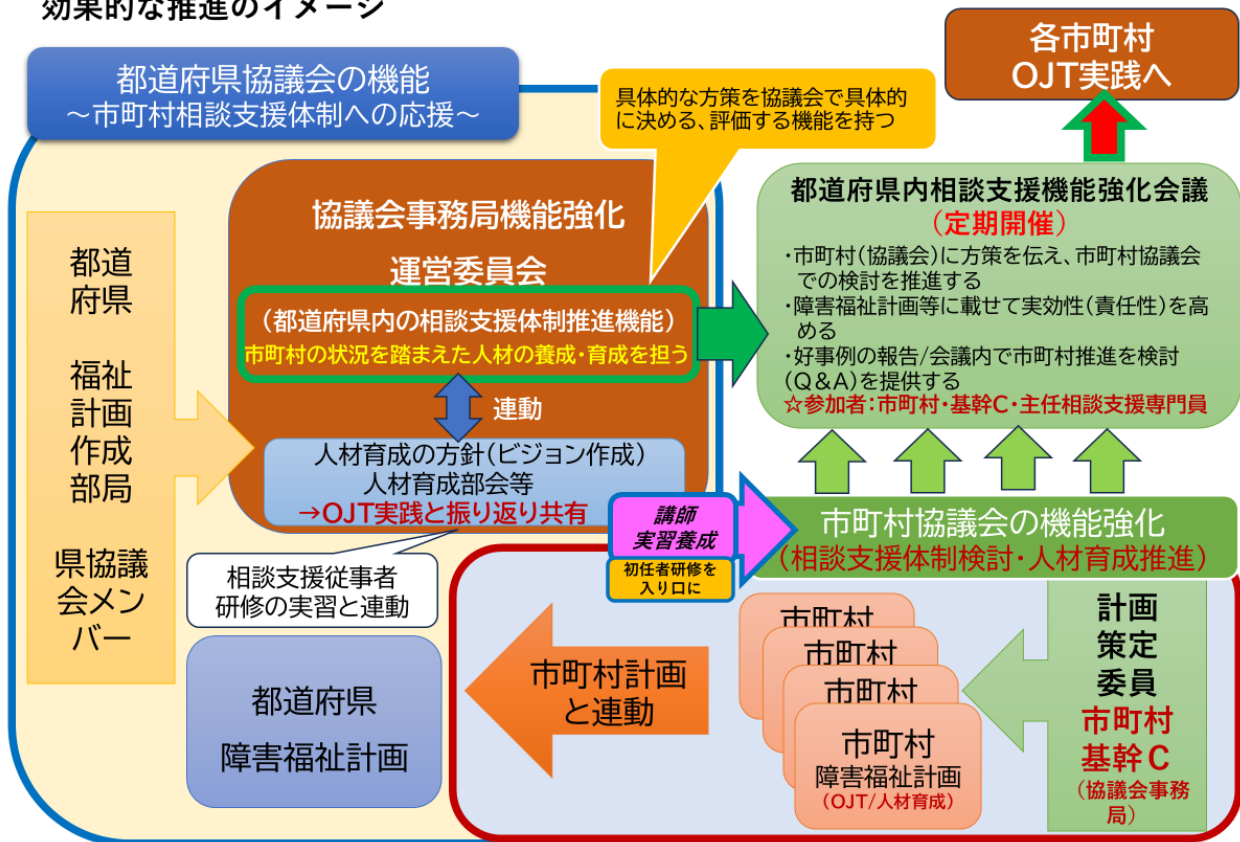 効果的な推進のイメージ
各市町村
OJT実践へ
都道府県協議会の機能
～市町村相談支援体制への応援～
具体的な方策を協議会で具体的
に決める、評価する機能を持つ
都道
府県
福祉
計画
作成
部局
県協議
会メン
バー
協議会事務局機能強化
運営委員会
(都道府県内の相談支援体制推進機能)
市町村の状況を踏まえた人材の養成・育成を担う
連動
人材育成の方針(ビジョン作成)
人材育成部会等
→OJT実践と振り返り共有
都道府県内相談支援機能強化会議
(定期開催)
・市町村(協議会)に方策を伝え、市町村協議会
での検討を推進する
・障害福祉計画等に載せて実効性(責任性)を高
める
・好事例の報告/会議内で市町村推進を検討
(Q&A)を提供する
☆参加者:市町村・基幹C・主任相談支援専門員
講師
実習養成
初任者研修を
入り口に
市町村協議会の機能強化
(相談支援体制検討・人材育成推進)
相談支援従事者
研修の実習と連動
都道府県
障害福祉計画
市町村計画
と連動
市町村
市町村
市町村
市町村
障害福祉計画
(OJT/人材育成)
計画
策定
委員
市町村
基幹C
(協議会事務
局)